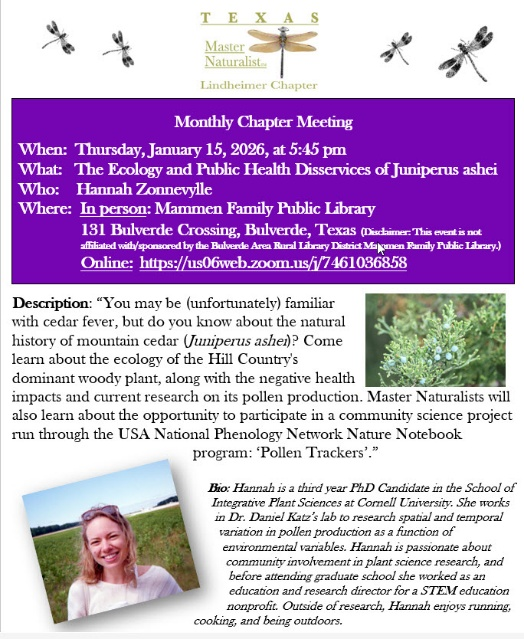 TEXAS
Master
Naturalist
Lindheimer Chapter
Monthly Chapter Meeting
When: Thursday, January 15, 2026, at 5:45 pm
What: The Ecology and Public Health Disservices of Juniperus ashei
Who: Hannah Zonnevylle
Where: In person: Mammen Family Public Library
131 Bulverde Crossing, Bulverde, Texas (Disclaimer: This event is not
affiliated with/sponsored by the Bulverde Area Rural Library District Mammen Family Public Library.)
Online: https://us06web.zoom.us/j/7461036858
Description: “You may be (unfortunately) familiar
with cedar fever, but do you know about the natural
history of mountain cedar (Juniperus ashei)? Come
learn about the ecology of the Hill Country's
dominant woody plant, along with the negative health
impacts and current research on its pollen production. Master Naturalists will
also learn about the opportunity to participate in a community science project
run through the USA National Phenology Network Nature Notebook
program: ‘Pollen Trackers’.”
Bio: Hannah is a third year PhD Candidate in the School of
Integrative Plant Sciences at Cornell University. She works
in Dr. Daniel Katz’s lab to research spatial and temporal
variation in pollen production as a function of
environmental variables. Hannah is passionate about
community involvement in plant science research, and
before attending graduate school she worked as an
education and research director for a STEM education
nonprofit. Outside of research, Hannah enjoys running,
cooking, and being outdoors.